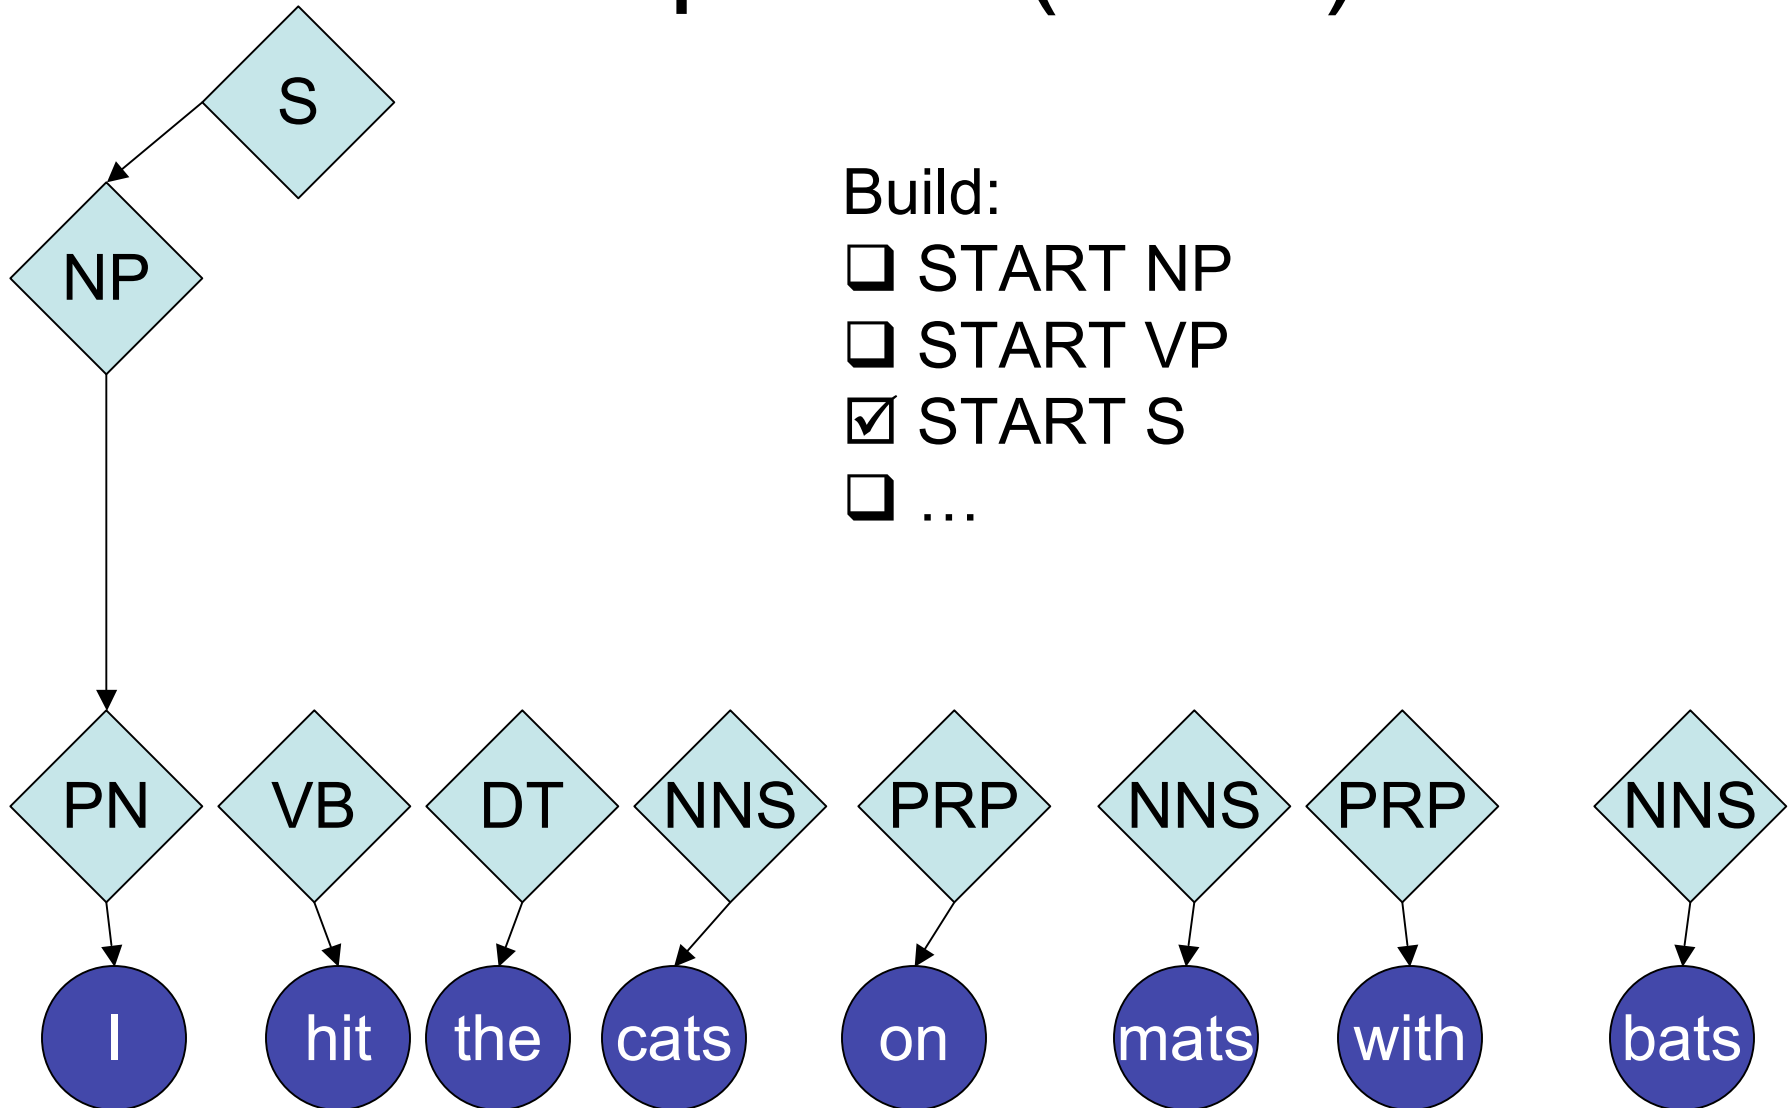 S
NP
Build:
❑ START NP
❑ START VP
☑ START S
❑ …
PN VB DT NNS PRP NNS PRP NNS
I hit the cats on mats with bats